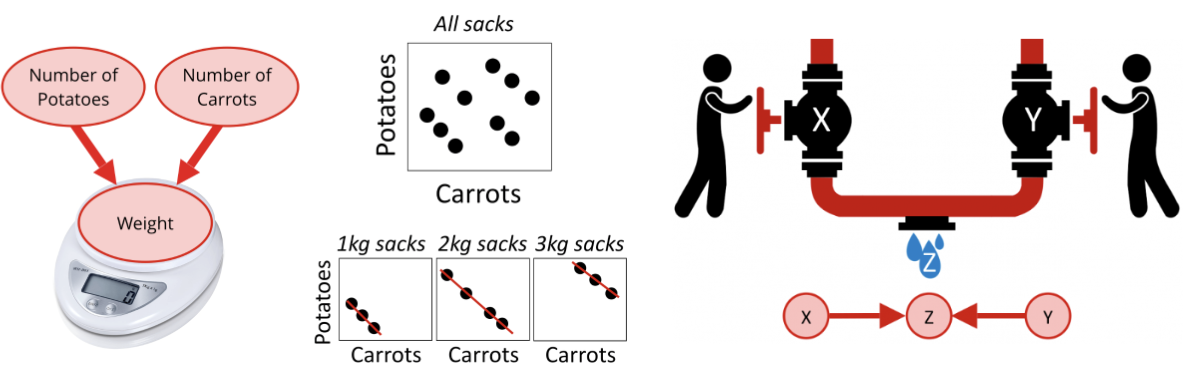 Number of
Potatoes
Number of
Carrots
Weight
All sacks
Potatoes
Carrots
1kg sacks
2kg sacks
3kg sacks
Potatoes
Carrots
Carrots
Carrots
X
Y
Z
X
Z
Y